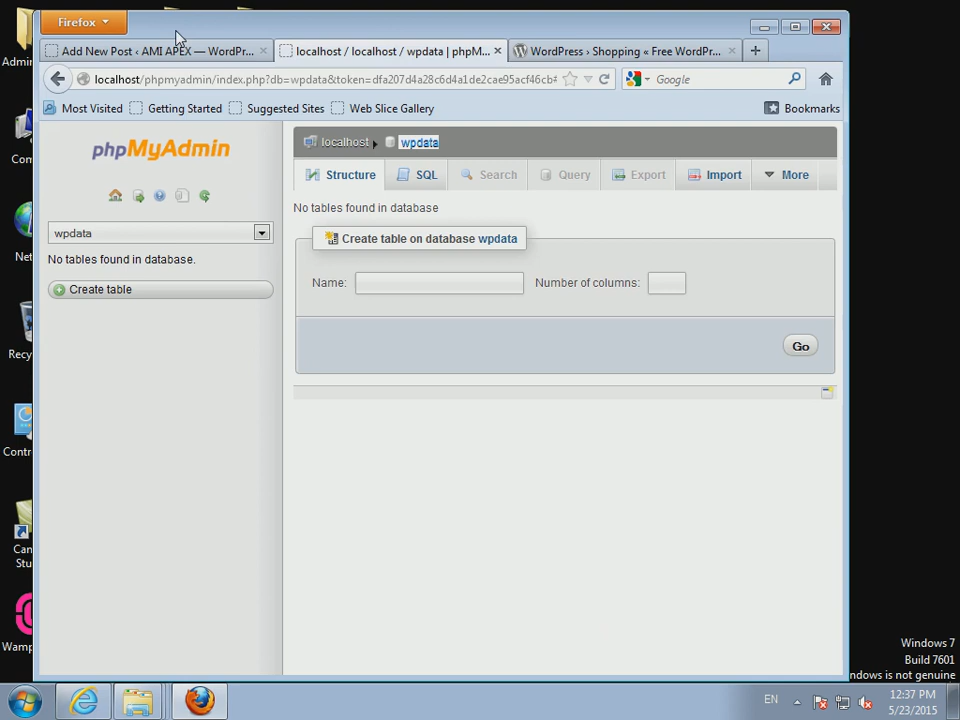 Firefox
Add New Post ‹ AMI APEX — WordPr...
localhost / localhost / wpdata | phpM...
WordPress › Shopping « Free WordPr...
localhost/phpmyadmin/index.php?db=wpdata&token=dfa207d4a28c6d4a1de2cae95acf46cb
Google
Most Visited
Getting Started
Suggested Sites
Web Slice Gallery
Bookmarks
phpMyAdmin
wpdata
No tables found in database.
Create table
localhost
wpdata
Structure
SQL
Search
Query
Export
Import
More
No tables found in database
Create table on database wpdata
Name:
Number of columns:
Go
Admin
Com
Net
Recy
Contr
Can
Stu
Wamp
Windows 7
Build 7601
ndows is not genuine
EN
12:37 PM
5/23/2015